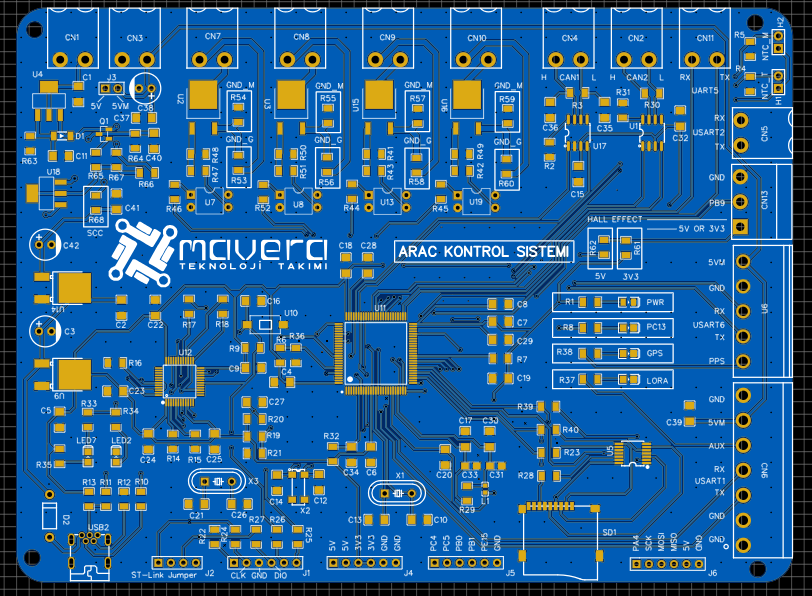 CN1 CN3 CN7 CN8 CN9 CN10 CN4 CN2 CN11
H2
NTC_M
R5
H CAN1 L H CAN2 L RX TX
U4 C1 J3
5V 5VM
C38
U2 R54 GND_M
U3 R55 GND_M
U15 R57 GND_M
U16 R59 GND_M
R3 R31 R30
UART5
R4
NTC_T
H1
C37 Q1
C36 C35 U17 U1 C32
RX
USART2
TX
CN5
R63 D1 C11 R64 C40
R65 R67 R66
R48 R47 GND_G R53
R50 R51 R56
R41 R43 GND_G R58
R42 R49 GND_G R60
R2 C15
U18 R68 SCC C41
R46 U7 R52 U8 R44 U13 R45 U19
GND
PB9
5V OR 3V3
CN13
HALL EFFECT
R62 R61
5V 3V3
C42
mavera
TEKNOLOJİ TAKIMI
C18 C28
ARAC KONTROL SISTEMI
U14 C2 C22 R17 R18 C16 U10 U11
C8
C7
C29
R7
C19
R1 PWR
R8 PC13
R38 GPS
R37 LORA
5VM
GND
RX
USART6
TX
PPS
U6
C3
U9 R16 C23 U12
R9 R6 R36
C9 C4
C5 R33 R34
LED7 LED2
R35
C24 R14 R15 C25
C27
R20
R19
R21
R32 C34 C6
C17 C30
C20 C33 C31
R29 L1
R39
R40
R23
R28
U5
C39
GND
5VM
AUX
RX
USART1
TX
GND
GND
CN6
R13 R11 R12 R10
X3
C21 C26
C14 X2 C12
X1
C13 C10
D2
USB2
R22 R24 R27 R26 R25
ST-Link Jumper J2
CLK GND DIO J1
5V 5V 3V3 3V3 GND GND J4
PC4 PC5 PB0 PB1 PE15 GND J5
SD1
PA4 SCK MOSI MISO 5V GND J6